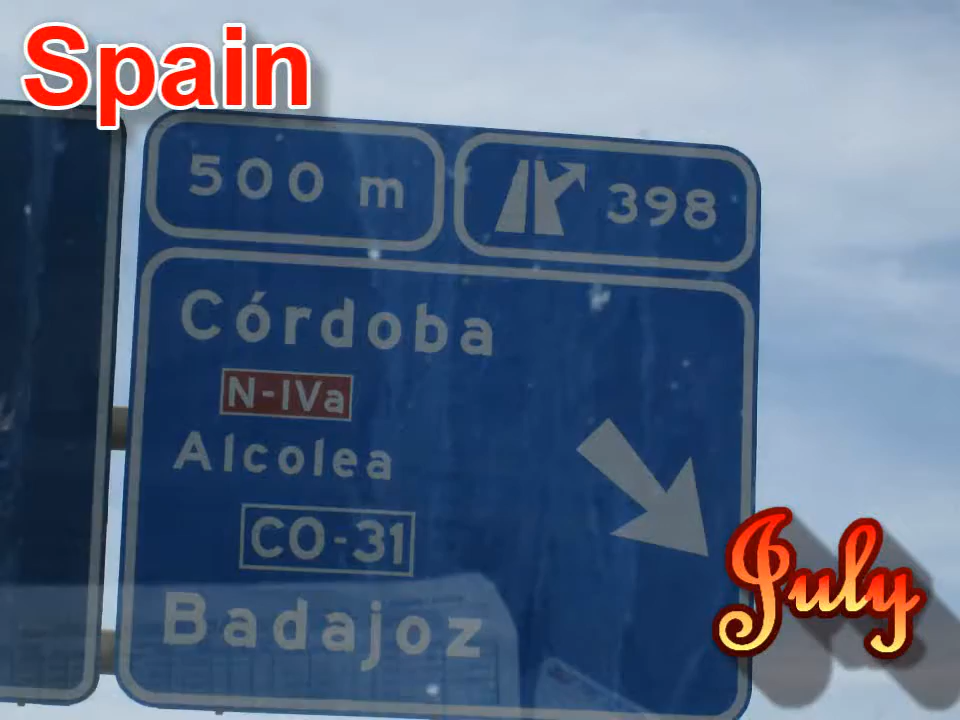 Spain
500 m
398
Córdoba
N-IVa
Alcolea
CO-31
Badajoz
July